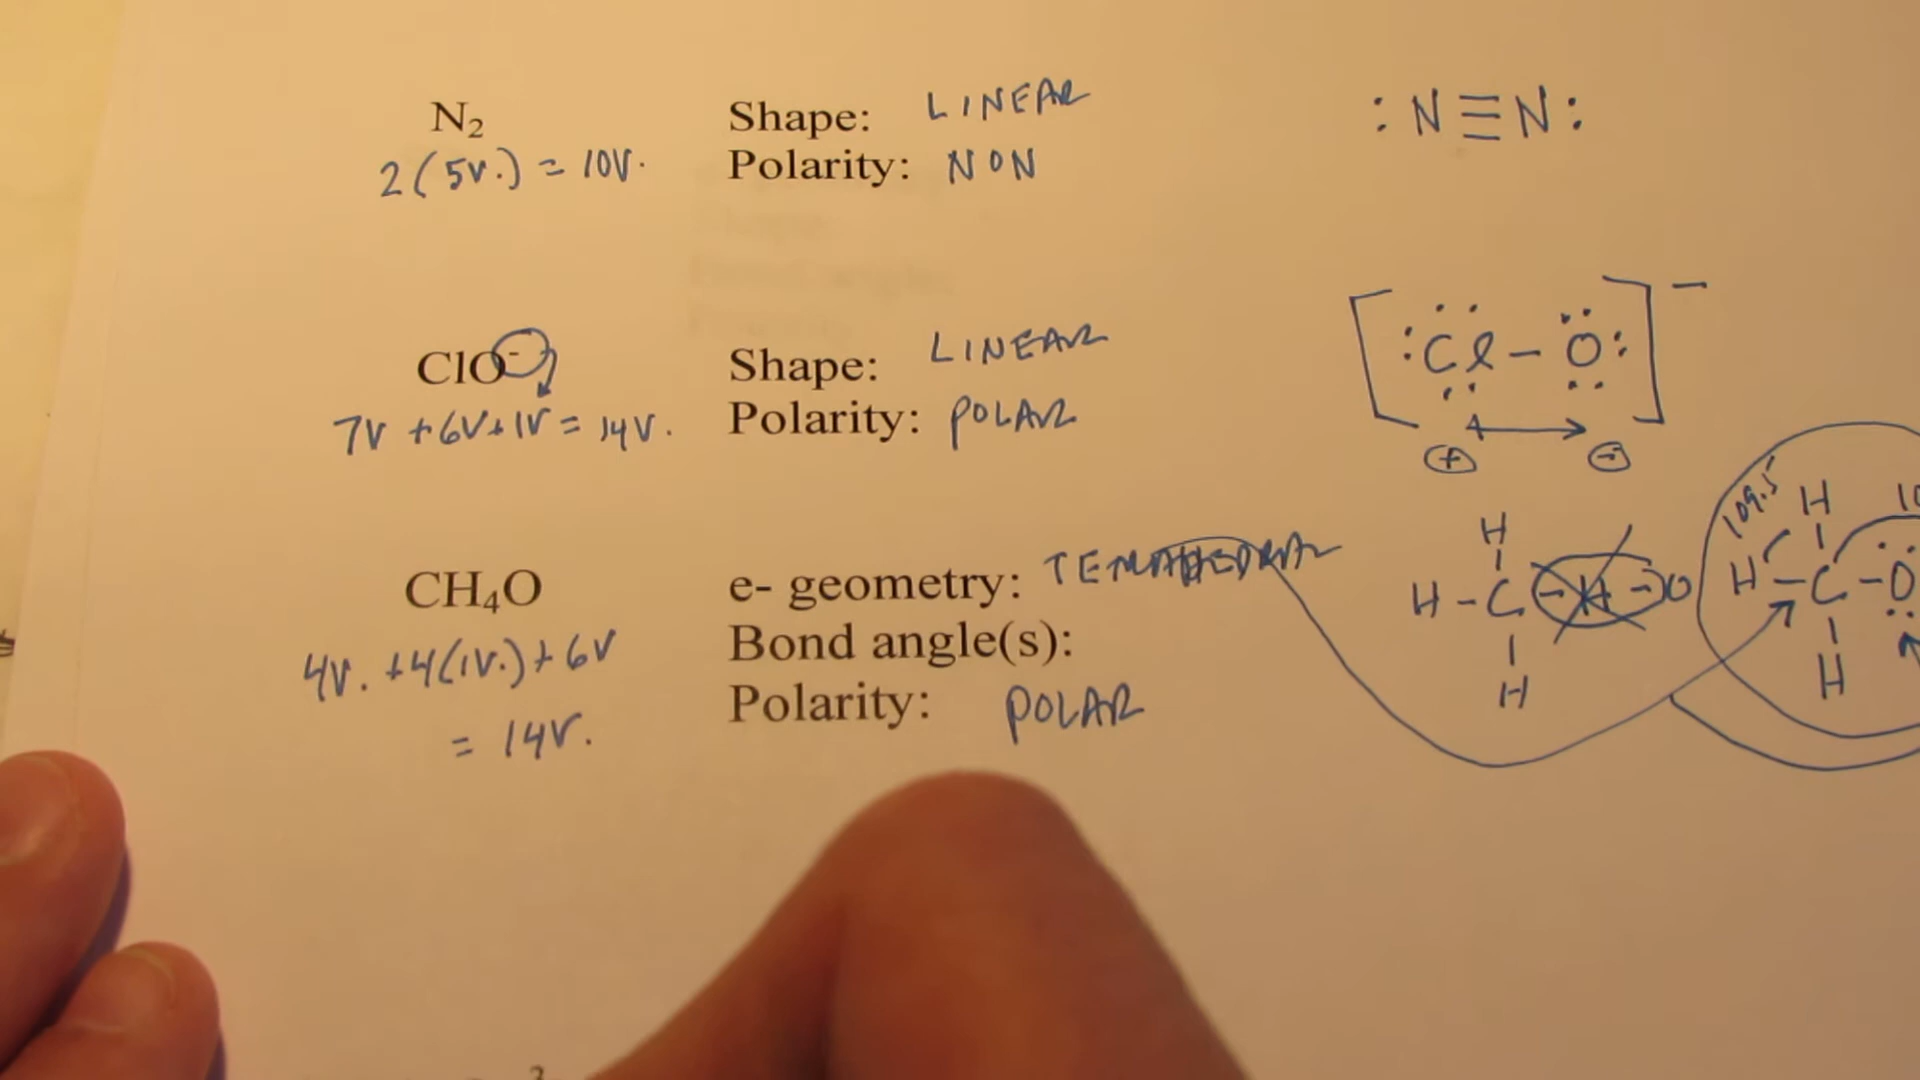 N2 Shape: LINEAR :N≡N:
2(5V.) = 10V. Polarity: NON
ClO⁻ Shape: LINEAR [:Cl–O:]⁻
7V + 6V + 1V = 14V. Polarity: POLAR
+ -
CH4O e- geometry: TETRAHEDRAL
4V. + 4(1V.) + 6V Bond angle(s):
= 14V. Polarity: POLAR
H
H – C – H – O
H
109.5
H
H – C – O
H